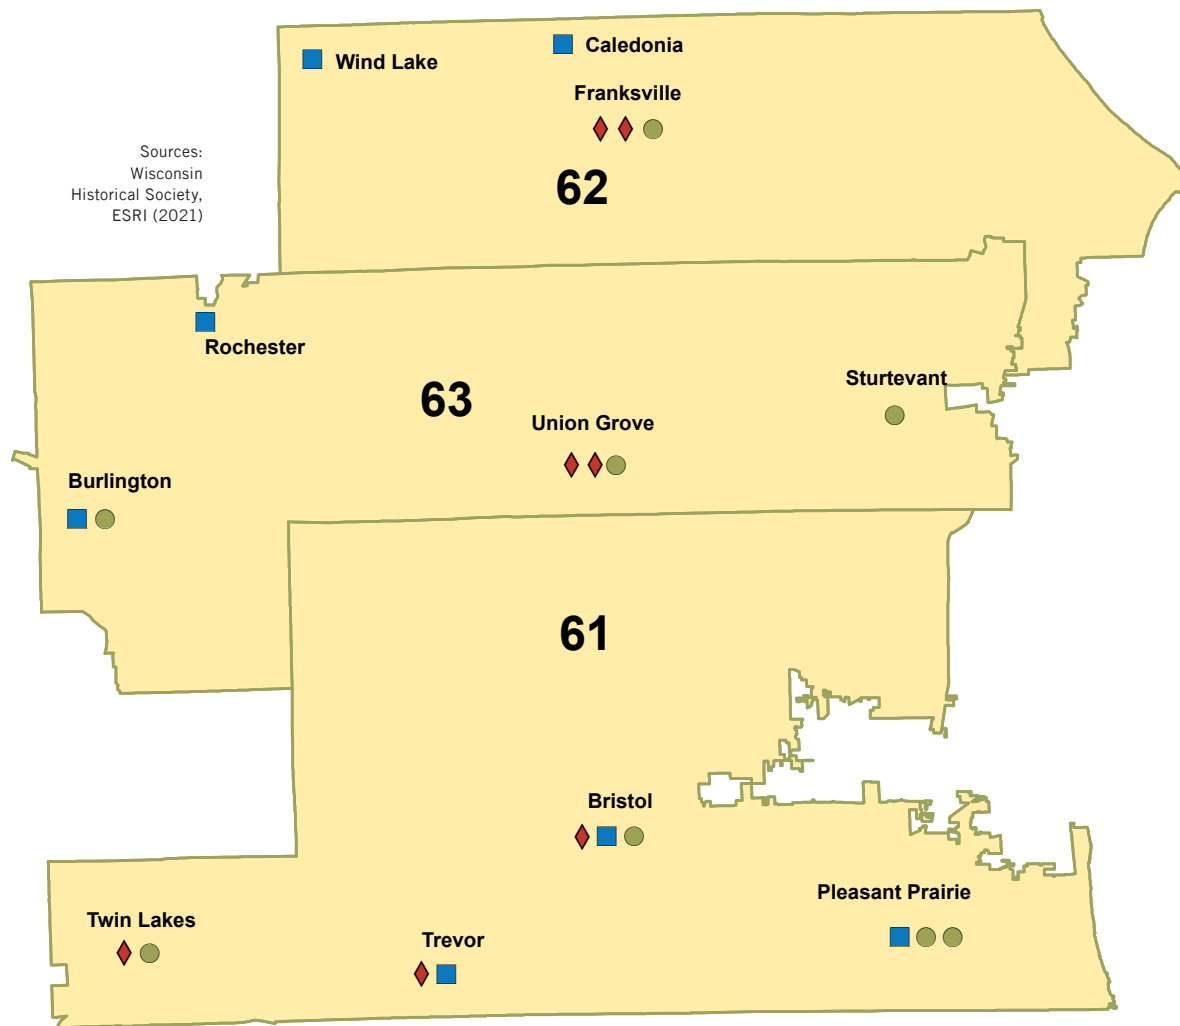 Wind Lake
Caledonia
Franksville
Sources:
Wisconsin
Historical Society,
ESRI (2021)
62
Rochester
63
Sturtevant
Union Grove
Burlington
61
Bristol
Pleasant Prairie
Twin Lakes
Trevor